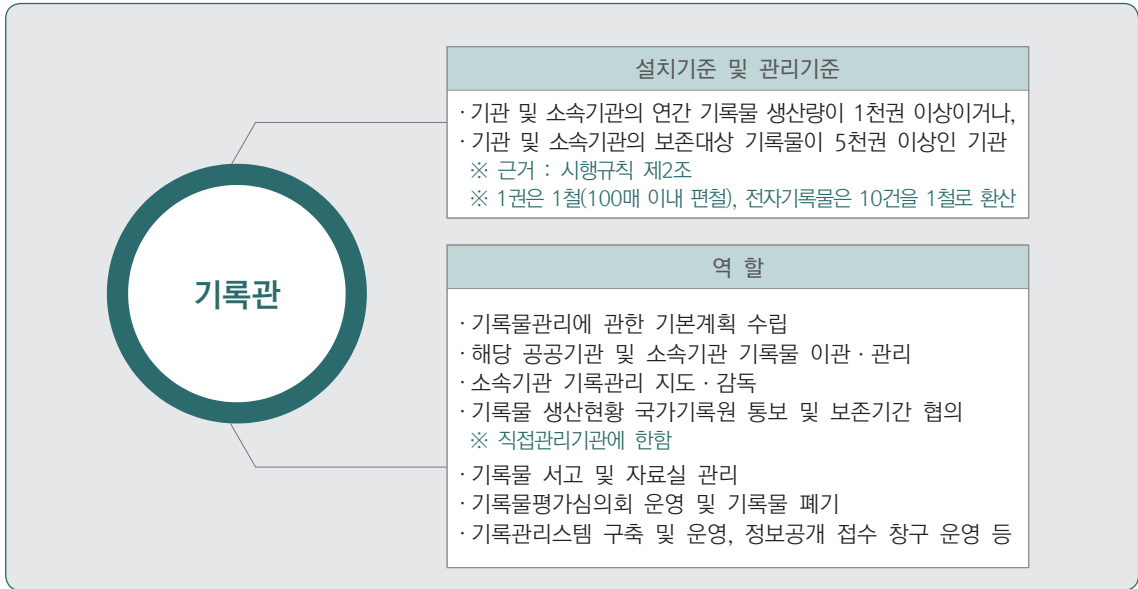 기록관
설치기준 및 관리기준
· 기관 및 소속기관의 연간 기록물 생산량이 1천권 이상이거나,
· 기관 및 소속기관의 보존대상 기록물이 5천권 이상인 기관
※ 근거 : 시행규칙 제2조
※ 1권은 1철(100매 이내 편철), 전자기록물은 10건을 1철로 환산
역 할
· 기록물관리에 관한 기본계획 수립
· 해당 공공기관 및 소속기관 기록물 이관 · 관리
· 소속기관 기록관리 지도 · 감독
· 기록물 생산현황 국가기록원 통보 및 보존기간 협의
※ 직접관리기관에 한함
· 기록물 서고 및 자료실 관리
· 기록물평가심의회 운영 및 기록물 폐기
· 기록관리스템 구축 및 운영, 정보공개 접수 창구 운영 등